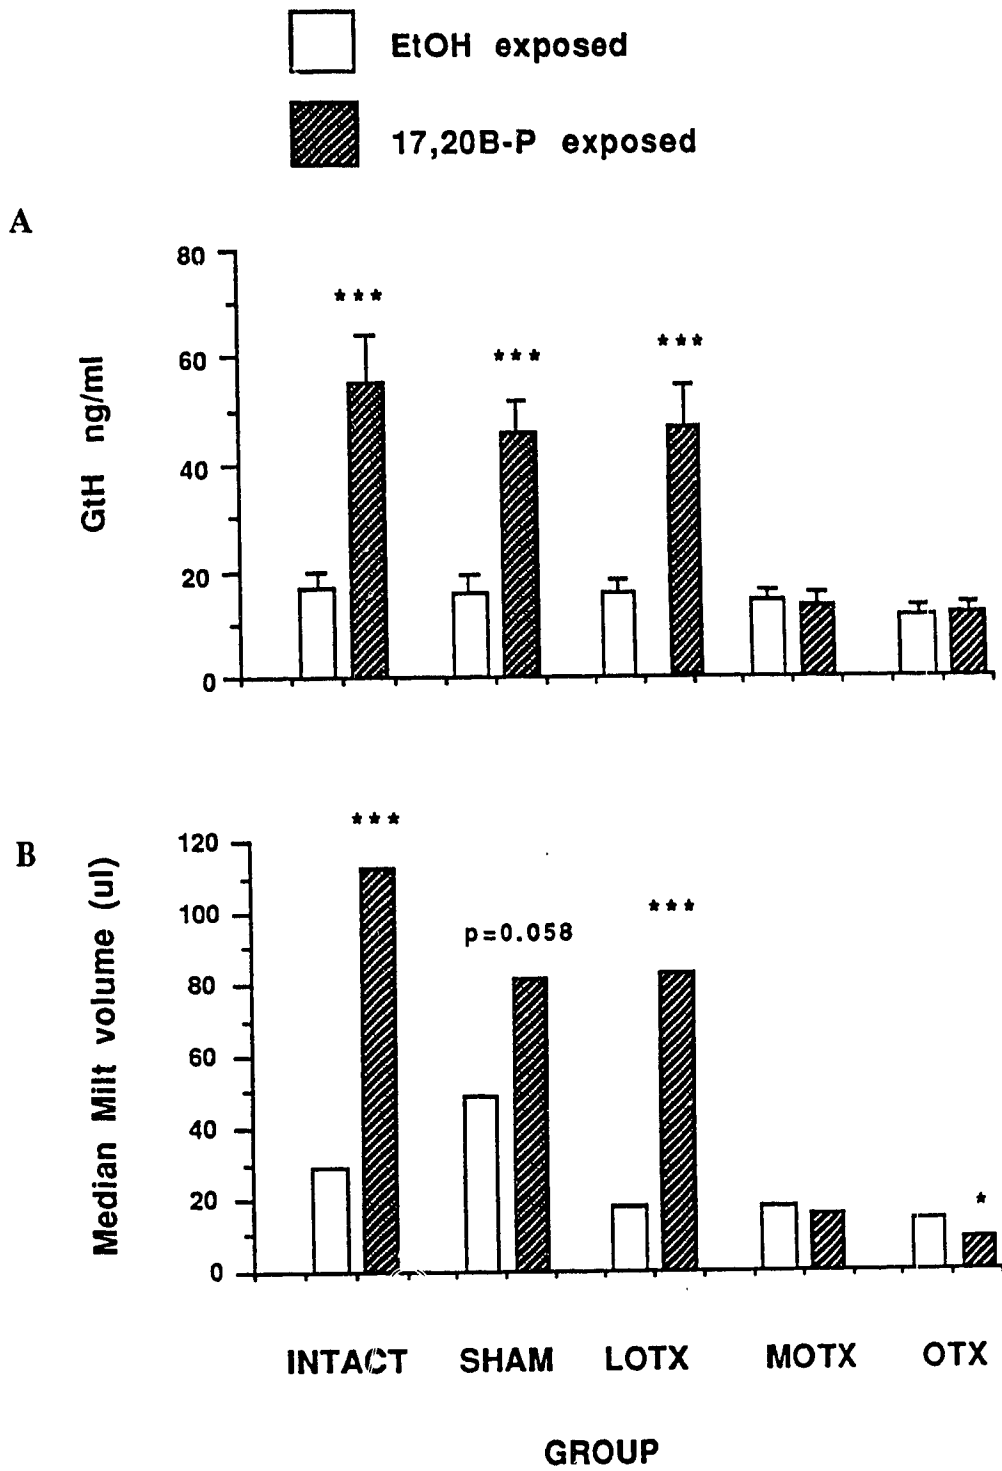 EtOH exposed
17,20B-P exposed
A
80
60
40
20
0
GtH ng/ml
***
***
***
B
120
100
80
60
40
20
0
Median Milt volume (ul)
***
p=0.058
***
*
INTACT SHAM LOTX MOTX OTX
GROUP